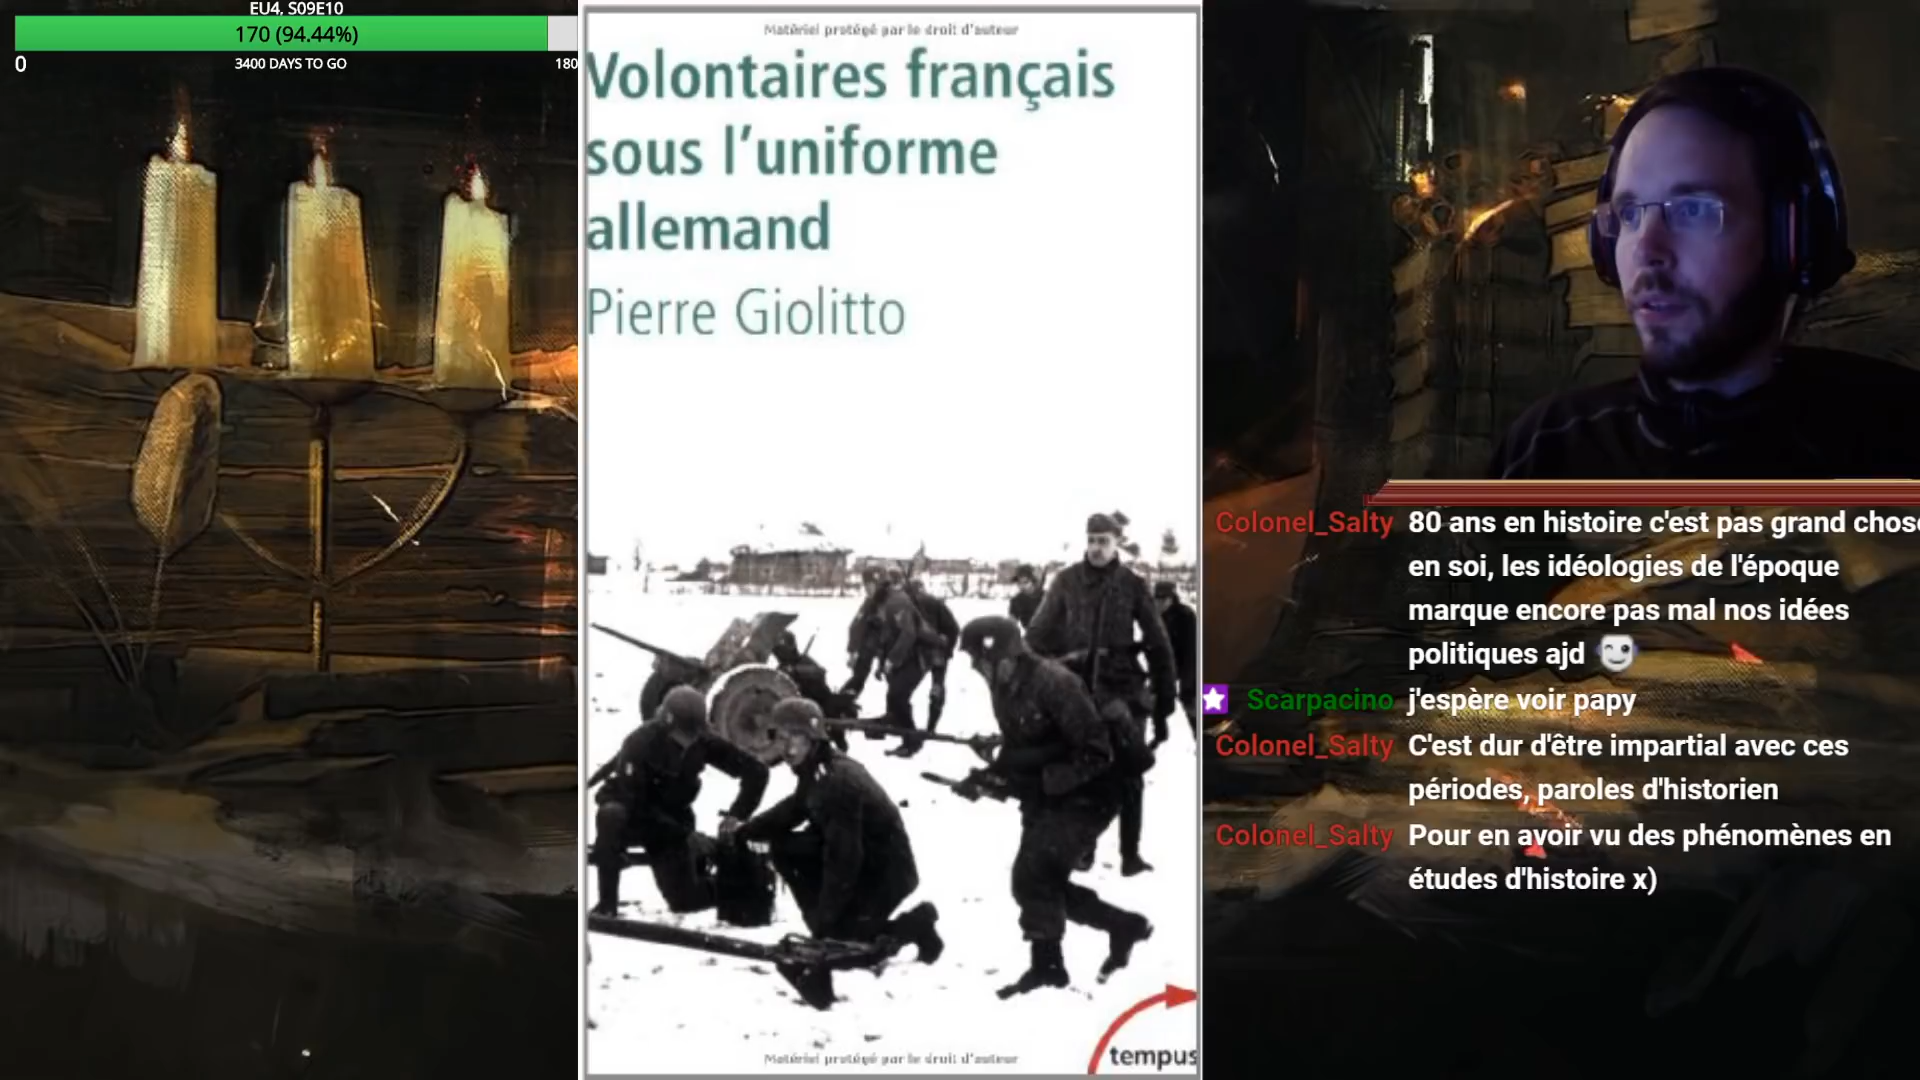 EU4, S09E10
170 (94.44%)
0
3400 DAYS TO GO
180
Matériel protégé par le droit d'auteur
Volontaires français
sous l'uniforme
allemand
Pierre Giolitto
Matériel protégé par le droit d'auteur
tempus
Colonel_Salty 80 ans en histoire c'est pas grand chose
en soi, les idéologies de l'époque
marque encore pas mal nos idées
politiques ajd
Scarpacino j'espère voir papy
Colonel_Salty C'est dur d'être impartial avec ces
périodes, paroles d'historien
Colonel_Salty Pour en avoir vu des phénomènes en
études d'histoire x)